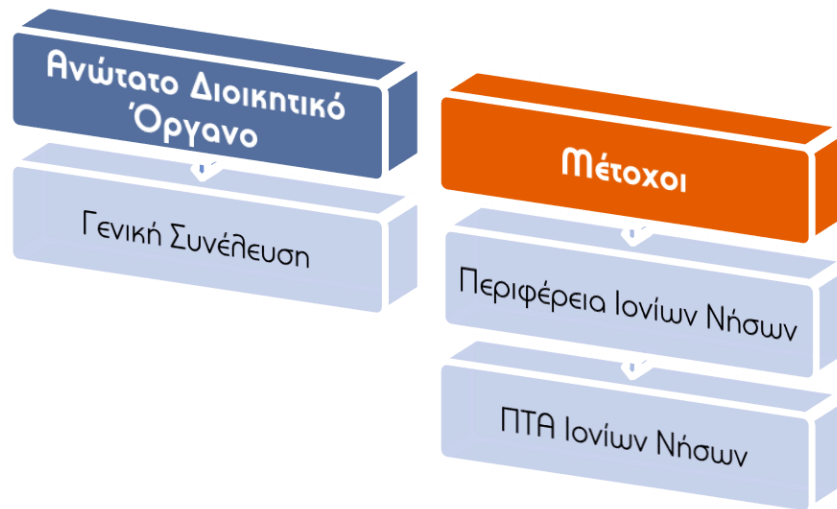 Ανώτατο Διοικητικό
Όργανο
Γενική Συνέλευση
Μέτοχοι
Περιφέρεια Ιονίων Νήσων
ΠΤΑ Ιονίων Νήσων